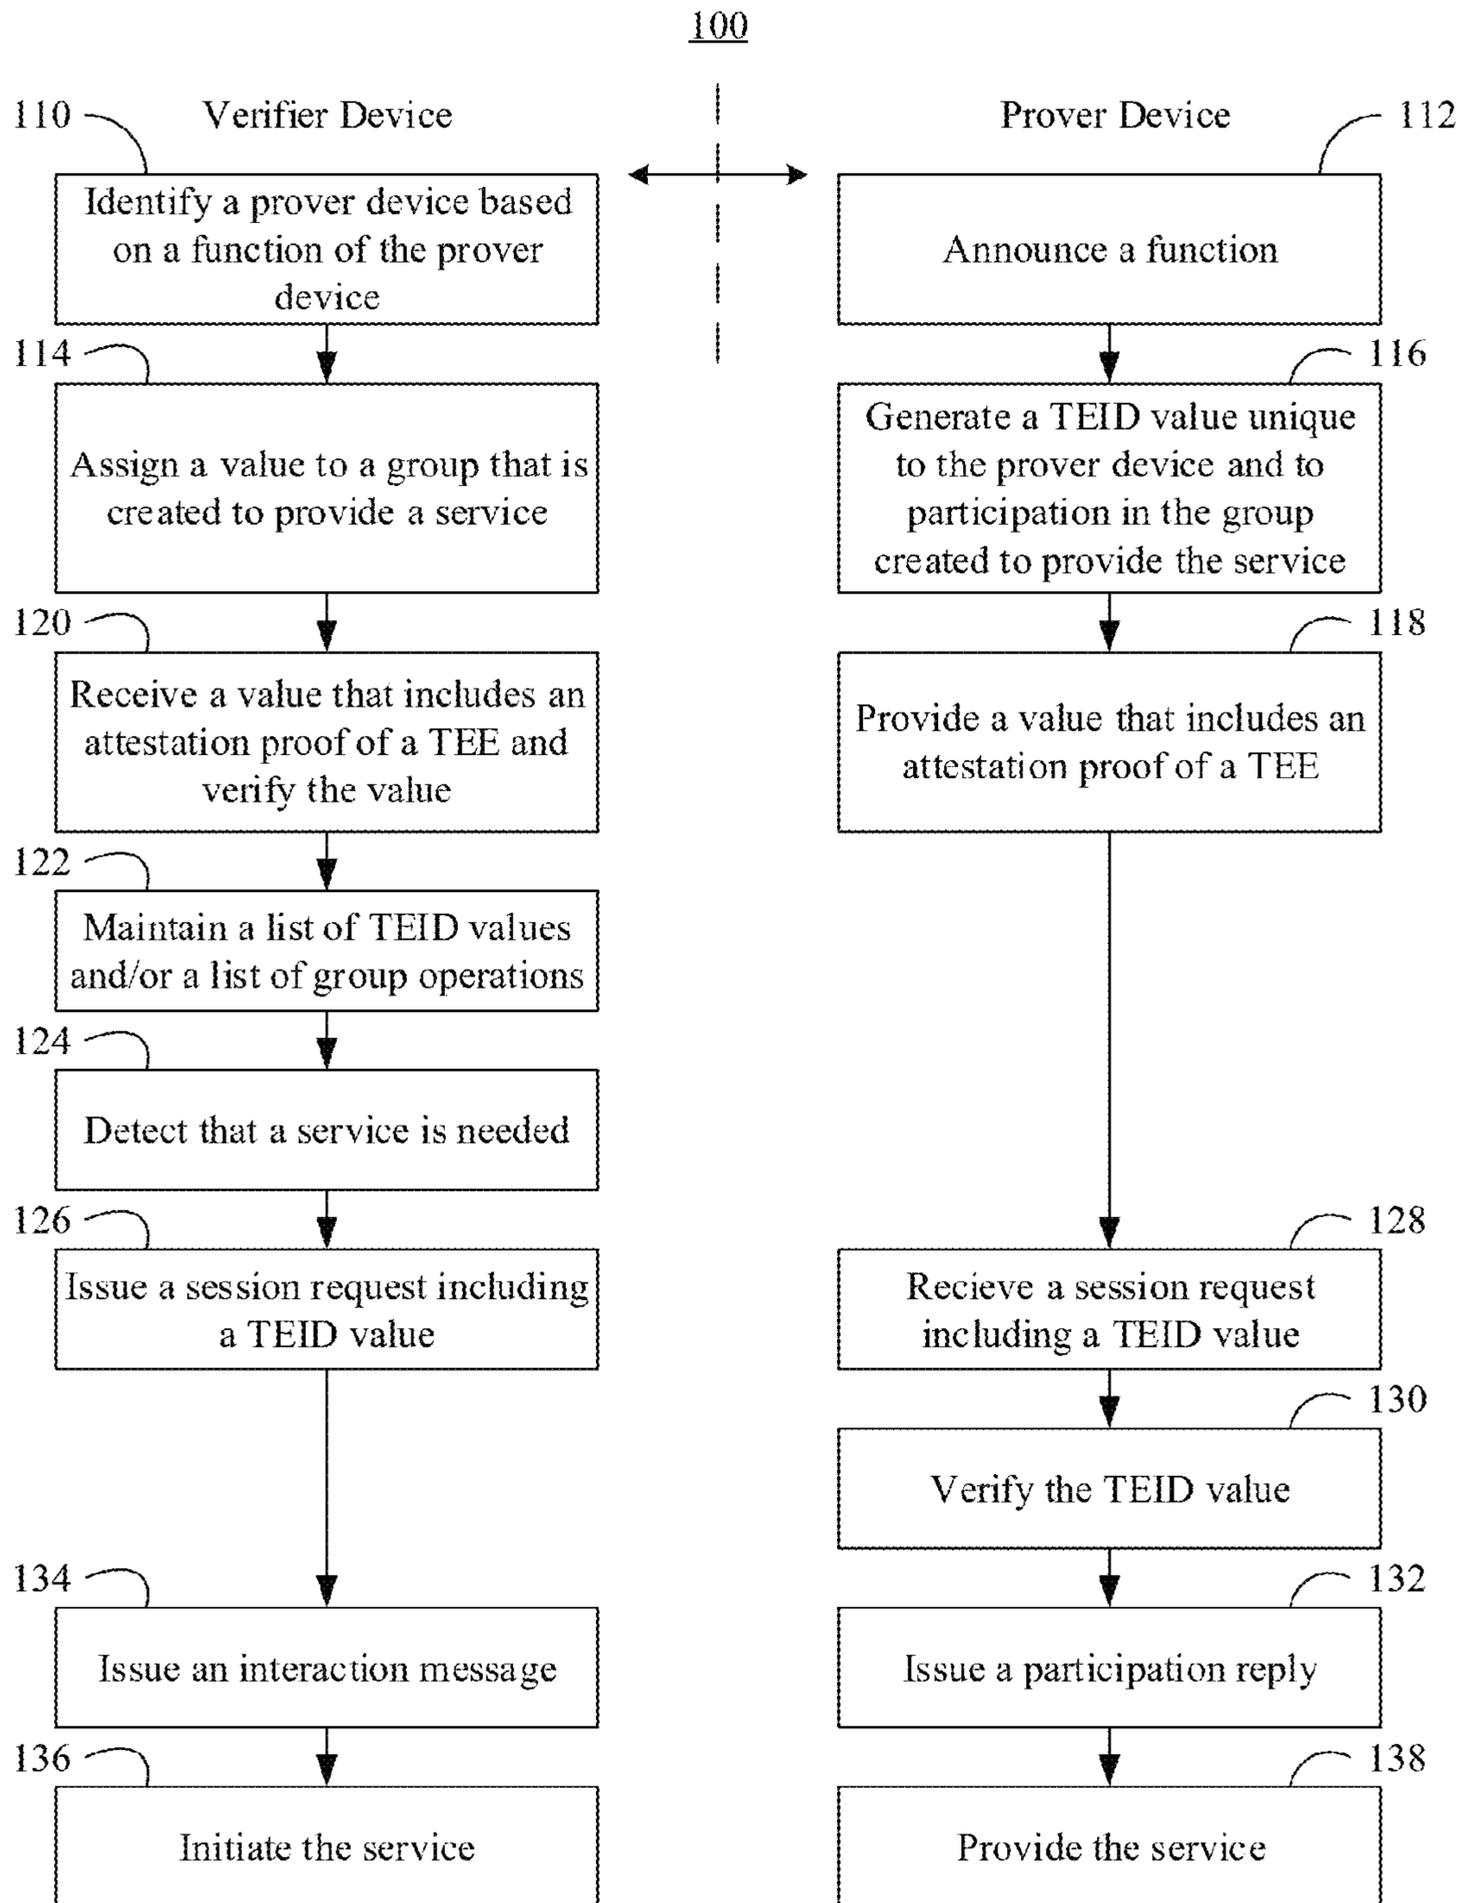 100
110
Verifier Device
Prover Device
112
Identify a prover device based
on a function of the prover
device
Announce a function
114
116
Assign a value to a group that is
created to provide a service
Generate a TEID value unique
to the prover device and to
participation in the group
created to provide the service
120
118
Receive a value that includes an
attestation proof of a TEE and
verify the value
Provide a value that includes an
attestation proof of a TEE
122
Maintain a list of TEID values
and/or a list of group operations
124
Detect that a service is needed
126
128
Issue a session request including
a TEID value
Recieve a session request
including a TEID value
130
Verify the TEID value
134
132
Issue an interaction message
Issue a participation reply
136
138
Initiate the service
Provide the service